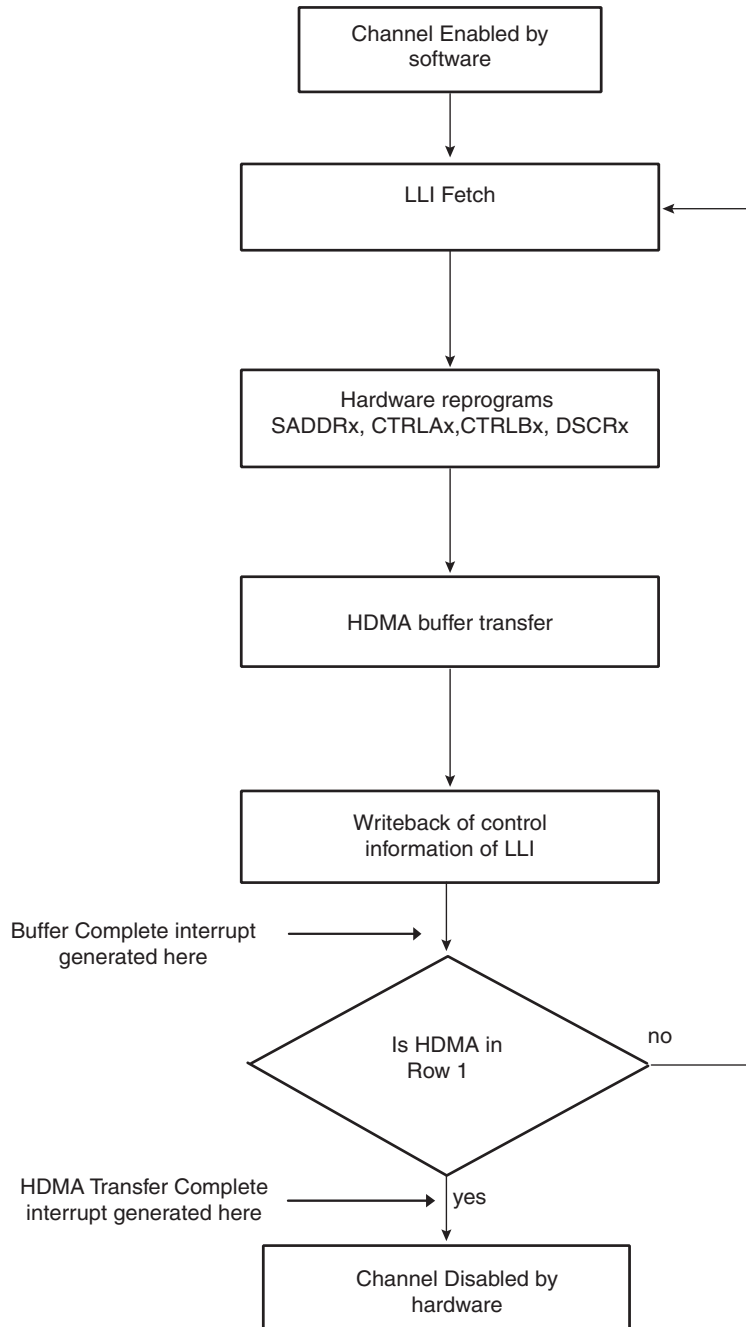 Channel Enabled by
software
LLI Fetch
Hardware reprograms
SADDRx, CTRLAx,CTRLBx, DSCRx
HDMA buffer transfer
Writeback of control
information of LLI
Buffer Complete interrupt
generated here
Is HDMA in
Row 1
no
HDMA Transfer Complete
interrupt generated here
yes
Channel Disabled by
hardware